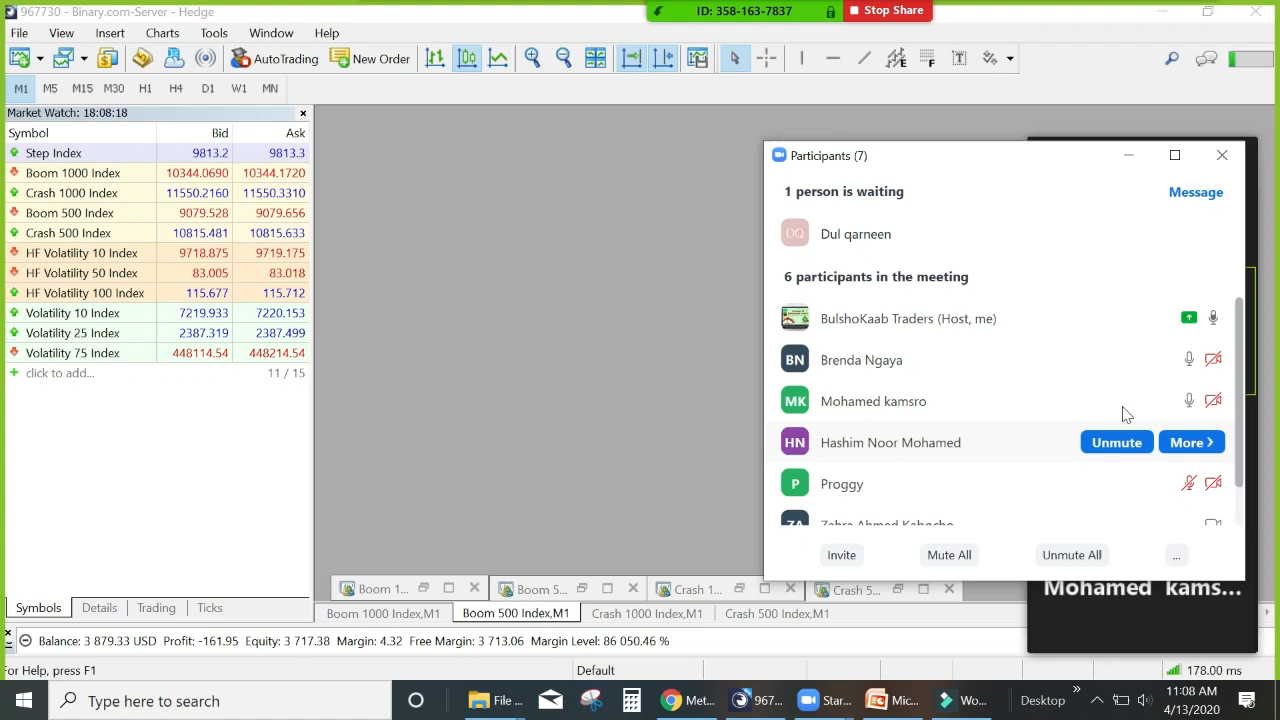 967730 - Binary.com-Server - Hedge
ID: 358-163-7837
Stop Share
File View Insert Charts Tools Window Help
AutoTrading
New Order
M1 M5 M15 M30 H1 H4 D1 W1 MN
Market Watch: 18:08:18
Symbol Bid Ask
Step Index 9813.2 9813.3
Boom 1000 Index 10344.0690 10344.1720
Crash 1000 Index 11550.2160 11550.3310
Boom 500 Index 9079.528 9079.656
Crash 500 Index 10815.481 10815.633
HF Volatility 10 Index 9718.875 9719.175
HF Volatility 50 Index 83.005 83.018
HF Volatility 100 Index 115.677 115.712
Volatility 10 Index 7219.933 7220.153
Volatility 25 Index 2387.319 2387.499
Volatility 75 Index 448114.54 448214.54
click to add... 11 / 15
Symbols Details Trading Ticks
Participants (7)
1 person is waiting
Message
DQ Dul qarneen
6 participants in the meeting
BulshoKaab Traders (Host, me)
BN Brenda Ngaya
MK Mohamed kamsro
HN Hashim Noor Mohamed Unmute More
P Proggy
ZA Zahra Ahmed Kabocho
Invite Mute All Unmute All ...
Mohamed kams...
Boom 1... Boom 5... Crash 1... Crash 5...
Boom 1000 Index,M1 Boom 500 Index,M1 Crash 1000 Index,M1 Crash 500 Index,M1
Balance: 3 879.33 USD Profit: -161.95 Equity: 3 717.38 Margin: 4.32 Free Margin: 3 713.06 Margin Level: 86 050.46 %
For Help, press F1
Default
178.00 ms
Type here to search
File ...
Met...
967...
Star...
Mic...
Wo...
Desktop
11:08 AM
4/13/2020